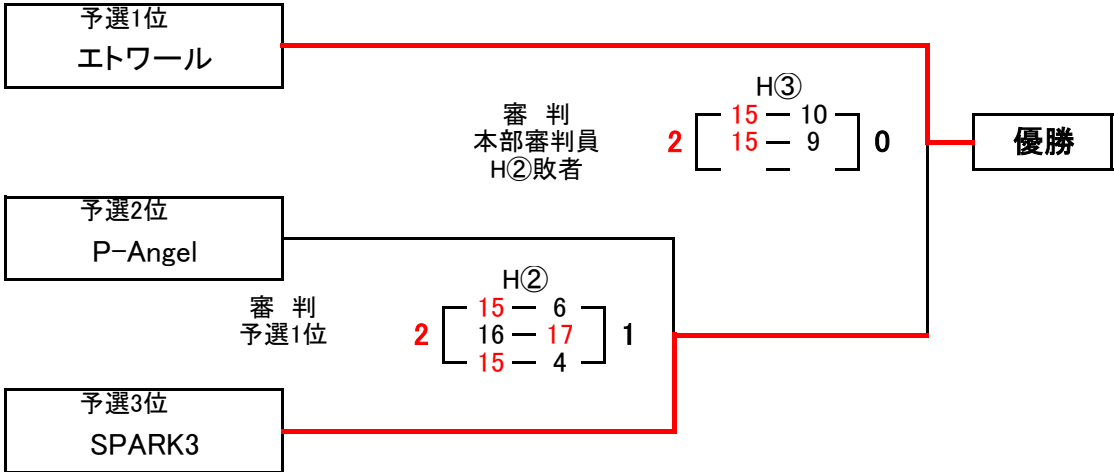 予選1位
エトワール
H③
審 判
本部審判員
H②敗者
2
15 ― 10
15 ― 9
― ―
0
優勝
予選2位
P-Angel
H②
審 判
予選1位
2
15 ― 6
16 ― 17
15 ― 4
1
予選3位
SPARK3